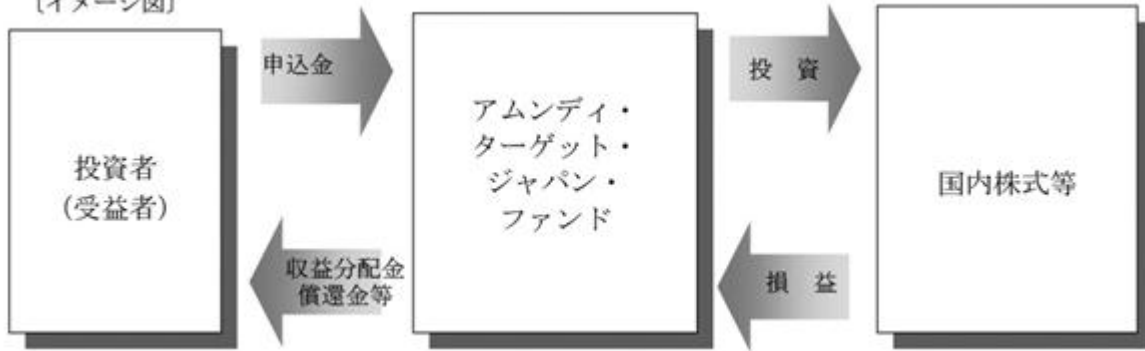 〔イメージ図〕
投資者
（受益者）
申込金
収益分配金
償還金等
アムンディ・
ターゲット・
ジャパン・
ファンド
投　資
損　益
国内株式等